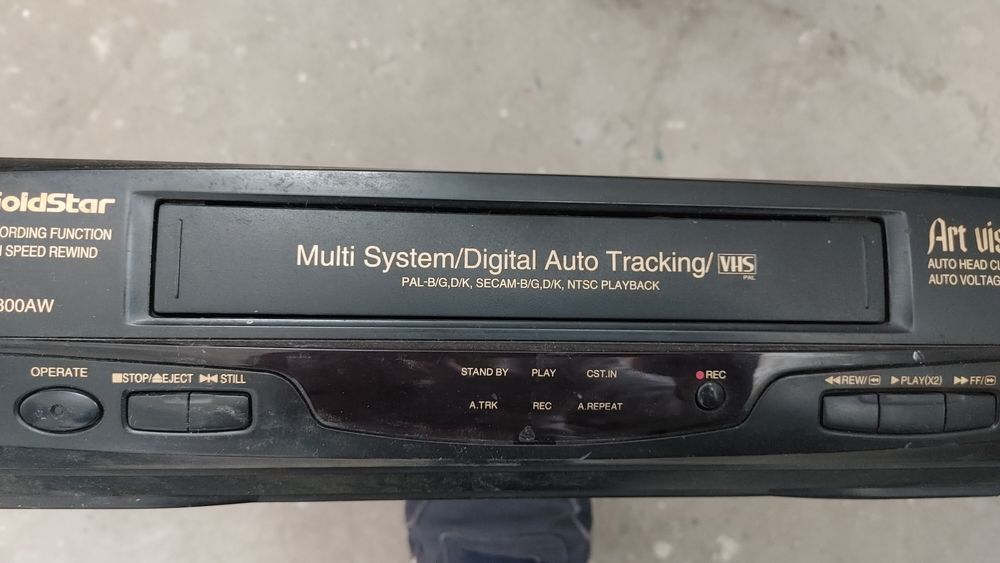 GoldStar
ORDING FUNCTION
SPEED REWIND
300AW
Multi System/Digital Auto Tracking/ VHS
PAL
PAL-B/G,D/K, SECAM-B/G,D/K, NTSC PLAYBACK
Art vis
AUTO HEAD CL
AUTO VOLTAG
OPERATE
■STOP/⏏EJECT ▶I◀ STILL
STAND BY PLAY CST.IN
A.TRK REC A.REPEAT
●REC
◀◀REW/◀◀ ▶PLAY(X2) ▶▶FF/▶▶